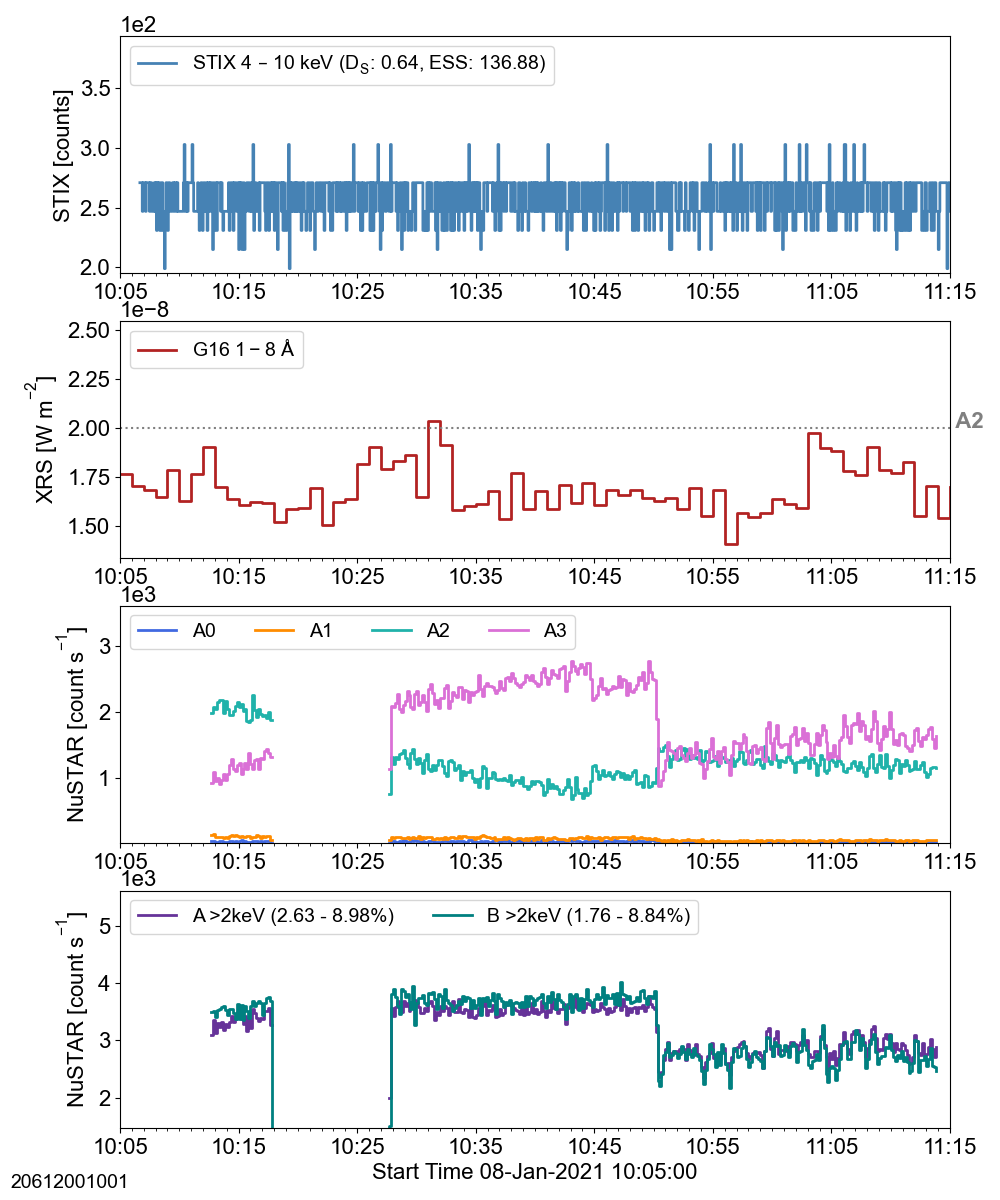 1e2
STIX 4 – 10 keV (D_S: 0.64, ESS: 136.88)
STIX [counts]
3.5
3.0
2.5
2.0
10:05 10:15 10:25 10:35 10:45 10:55 11:05 11:15
1e−8
G16 1 − 8 Å
XRS [W m⁻²]
2.50
2.25
2.00
1.75
1.50
A2
10:05 10:15 10:25 10:35 10:45 10:55 11:05 11:15
1e3
A0 A1 A2 A3
NuSTAR [count s⁻¹]
3
2
1
10:05 10:15 10:25 10:35 10:45 10:55 11:05 11:15
1e3
A >2keV (2.63 - 8.98%) B >2keV (1.76 - 8.84%)
NuSTAR [count s⁻¹]
5
4
3
2
10:05 10:15 10:25 10:35 10:45 10:55 11:05 11:15
Start Time 08-Jan-2021 10:05:00
20612001001